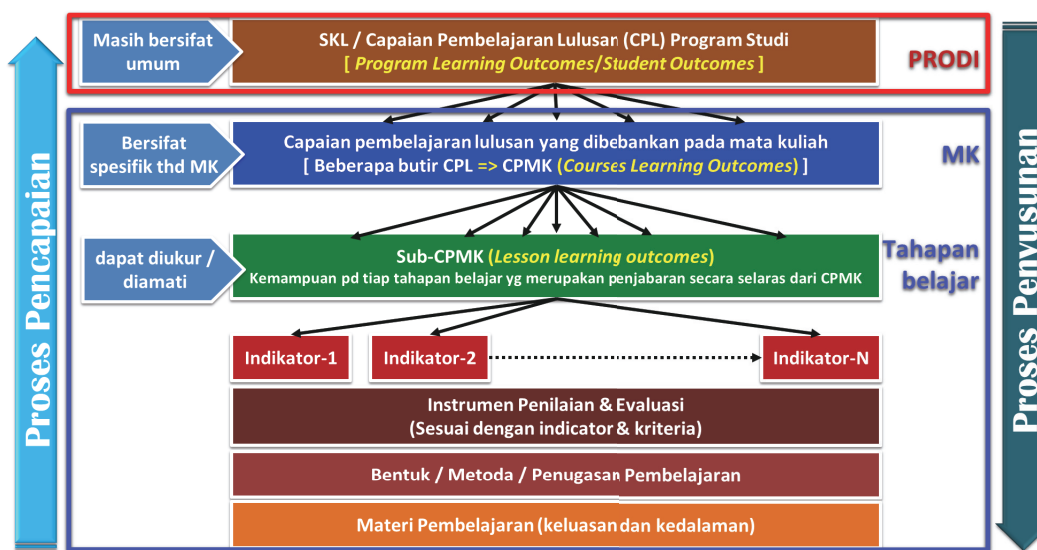 Masih bersifat
umum
SKL / Capaian Pembelajaran Lulusan (CPL) Program Studi
[ Program Learning Outcomes/Student Outcomes ]
PRODI
Bersifat
spesifik thd MK
Capaian pembelajaran lulusan yang dibebankan pada mata kuliah
[ Beberapa butir CPL => CPMK (Courses Learning Outcomes) ]
MK
dapat diukur /
diamati
Sub-CPMK (Lesson learning outcomes)
Kemampuan pd tiap tahapan belajar yg merupakan penjabaran secara selaras dari CPMK
Tahapan
belajar
Indikator-1
Indikator-2
Indikator-N
Instrumen Penilaian & Evaluasi
(Sesuai dengan indicator & kriteria)
Bentuk / Metoda / Penugasan Pembelajaran
Materi Pembelajaran (keluasan dan kedalaman)
Proses Pencapaian
Proses Penyusunan